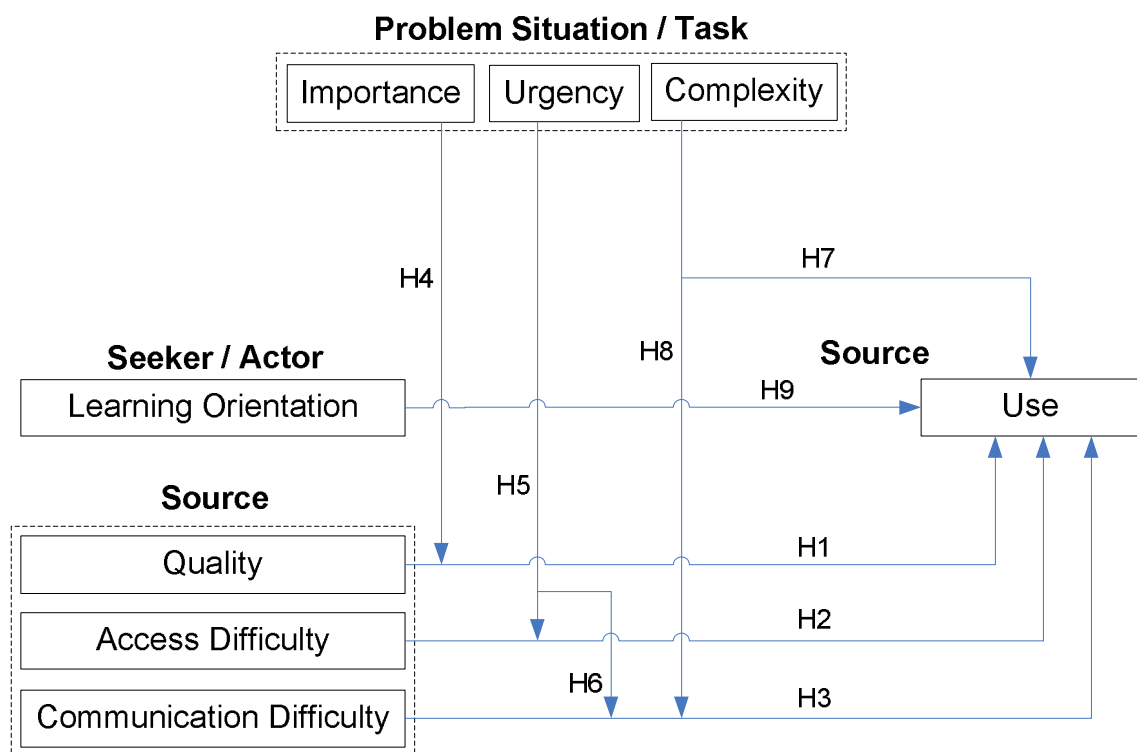 Problem Situation / Task
Importance
Urgency
Complexity
H7
H4
H8
Seeker / Actor
Source
Learning Orientation
H9
Use
H5
Source
Quality
H1
Access Difficulty
H2
H6
Communication Difficulty
H3